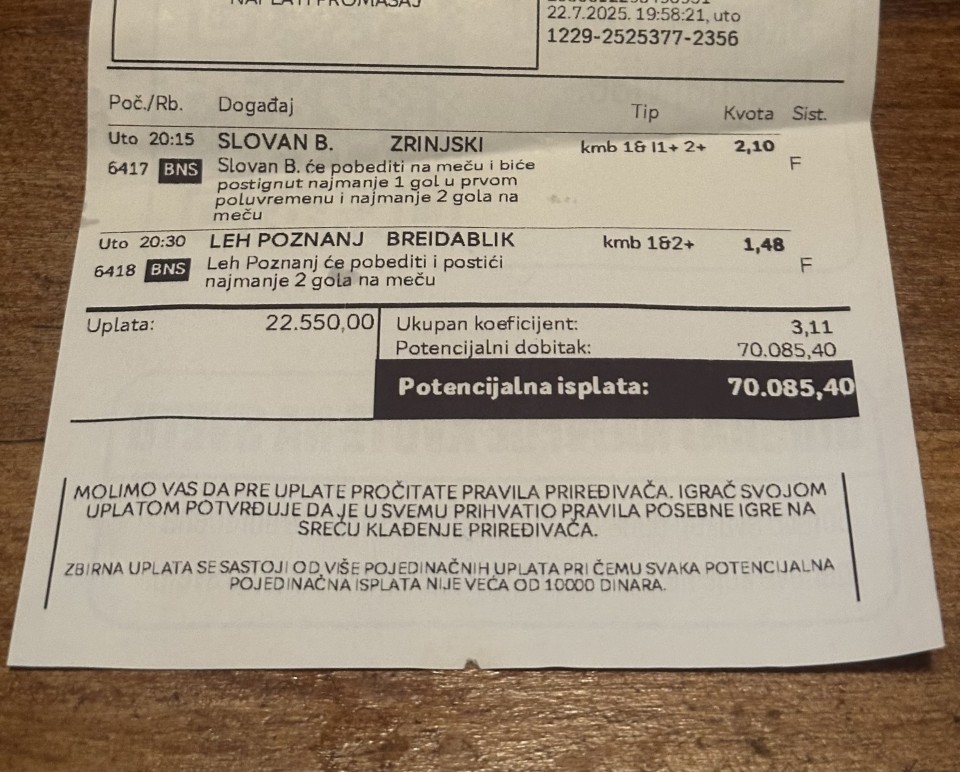 NAPLATI PROMAŠAJ
22.7.2025. 19:58:21, uto
1229-2525377-2356
Poč./Rb. Događaj Tip Kvota Sist.
Uto 20:15 SLOVAN B. ZRINJSKI kmb 1& I1+ 2+ 2,10
F
6417 BNS Slovan B. će pobediti na meču i biće
postignut najmanje 1 gol u prvom
poluvremenu i najmanje 2 gola na
meču
Uto 20:30 LEH POZNANJ BREIDABLIK kmb 1&2+ 1,48
F
6418 BNS Leh Poznanj će pobediti i postići
najmanje 2 gola na meču
Uplata: 22.550,00 Ukupan koeficijent: 3,11
Potencijalni dobitak: 70.085,40
Potencijalna isplata: 70.085,40
MOLIMO VAS DA PRE UPLATE PROČITATE PRAVILA PRIREĐIVAČA. IGRAČ SVOJOM
UPLATOM POTVRĐUJE DA JE U SVEMU PRIHVATIO PRAVILA POSEBNE IGRE NA
SREĆU KLAĐENJE PRIREĐIVAČA.
ZBIRNA UPLATA SE SASTOJI OD VIŠE POJEDINAČNIH UPLATA PRI ČEMU SVAKA POTENCIJALNA
POJEDINAČNA ISPLATA NIJE VEĆA OD 10000 DINARA.